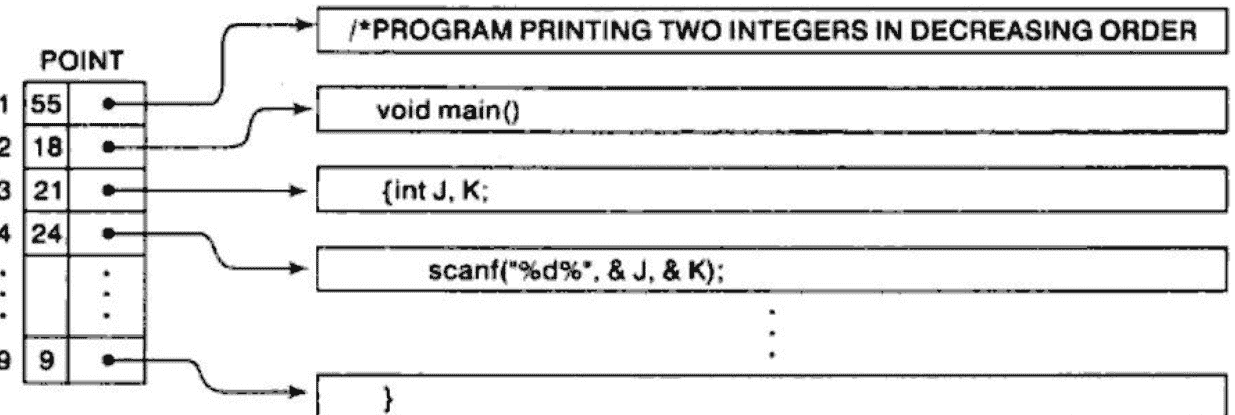 /*PROGRAM PRINTING TWO INTEGERS IN DECREASING ORDER
POINT
1 55
void main()
2 18
3 21
{int J, K;
4 24
scanf("%d%", & J, & K);
9 9
}